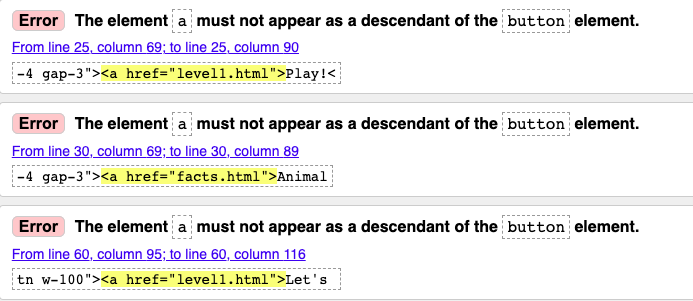 Error The element a must not appear as a descendant of the button element.
From line 25, column 69; to line 25, column 90
-4 gap-3"><a href="level1.html">Play!<
Error The element a must not appear as a descendant of the button element.
From line 30, column 69; to line 30, column 89
-4 gap-3"><a href="facts.html">Animal
Error The element a must not appear as a descendant of the button element.
From line 60, column 95; to line 60, column 116
tn w-100"><a href="level1.html">Let's